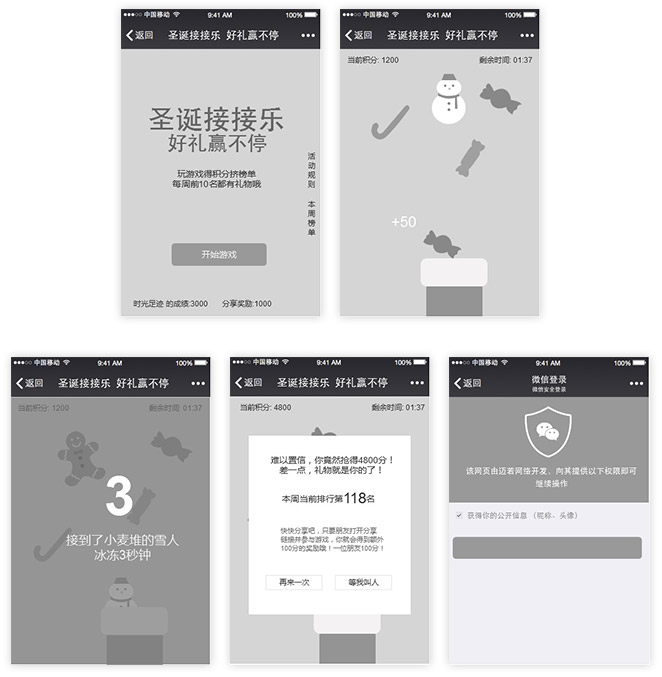 中国移动 9:41 AM 100%
返回 圣诞接接乐 好礼赢不停
圣诞接接乐
好礼赢不停
玩游戏得积分挤榜单
每周前10名都有礼物哦
活动规则
本周榜单
开始游戏
时光足迹 的成绩:3000 分享奖励:1000
中国移动 9:41 AM 100%
返回 圣诞接接乐 好礼赢不停
当前积分: 1200 剩余时间: 01:37
+50
中国移动 9:41 AM 100%
返回 圣诞接接乐 好礼赢不停
当前积分: 1200 剩余时间: 01:37
3
接到了小麦堆的雪人
冰冻3秒钟
中国移动 9:41 AM 100%
返回 圣诞接接乐 好礼赢不停
当前积分: 4800 剩余时间: 01:37
难以置信，你竟然抢得4800分！
差一点，礼物就是你的了！
本周当前排行第118名
快快分享吧，只要朋友打开分享
链接并参与游戏，你就会得到额外
100分的奖励哦！一位朋友100分！
再来一次 等我叫人
中国移动 9:41 AM 100%
返回 微信登录
微信安全登录
该网页由迈若网络开发，向其提供以下权限即可
继续操作
获得你的公开信息 （昵称、头像）